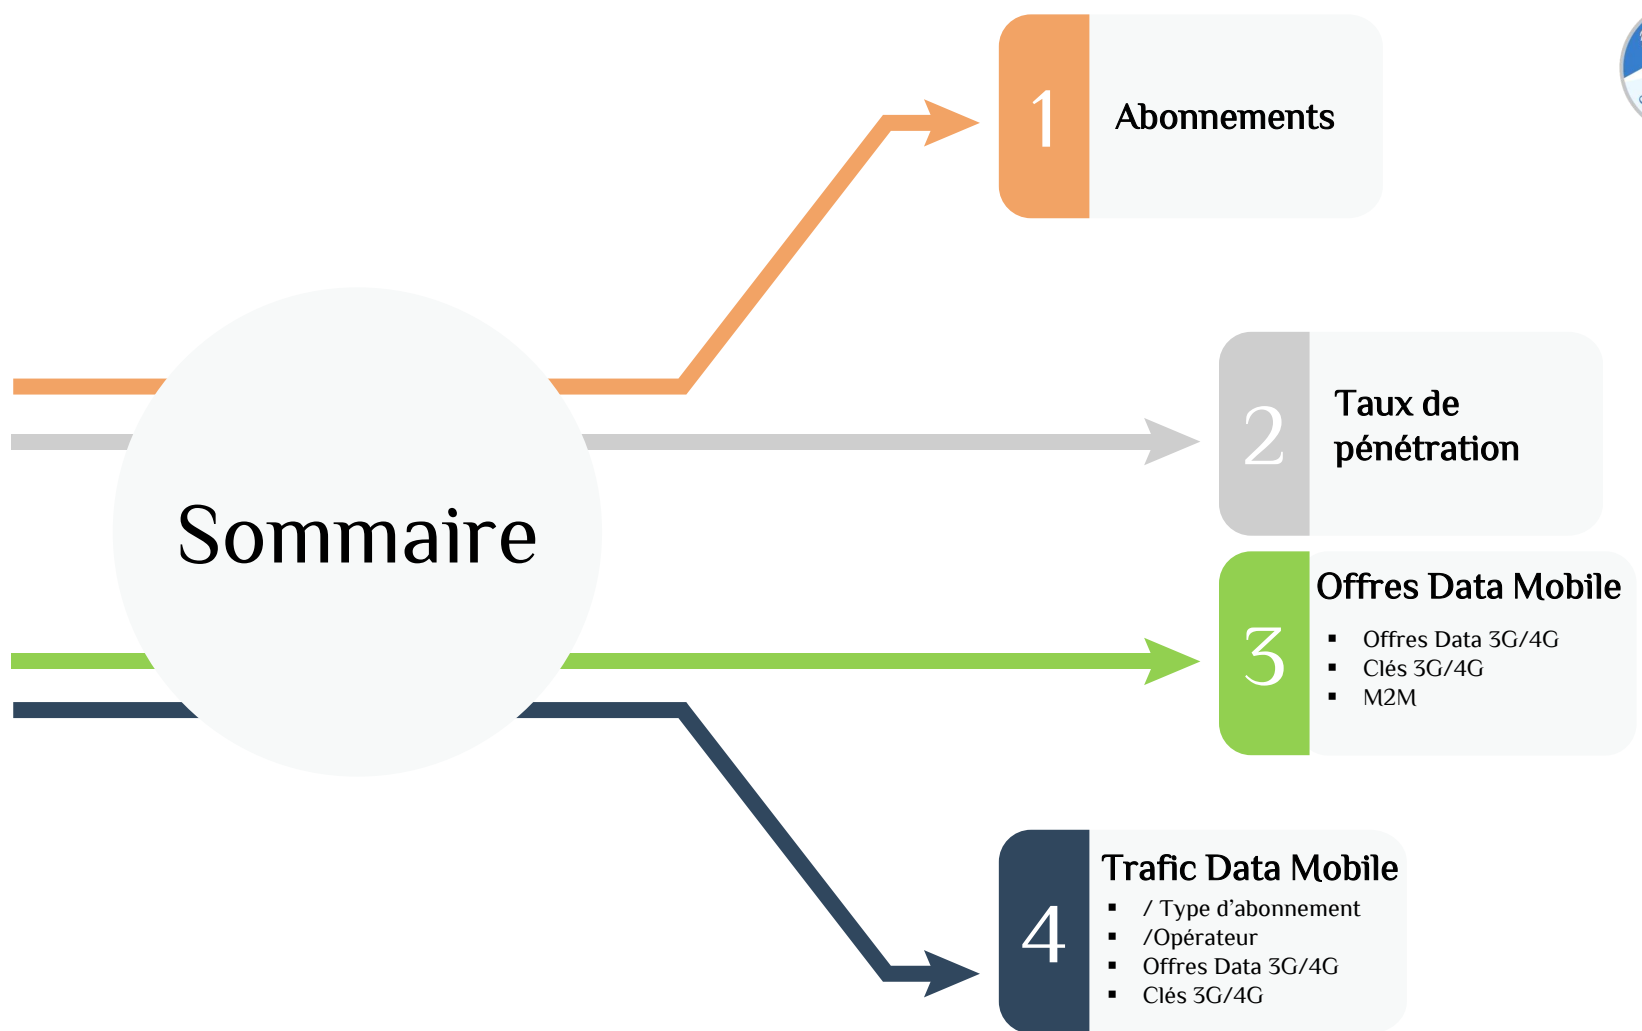 Sommaire
1
Abonnements
2
Taux de
pénétration
3
Offres Data Mobile
▪ Offres Data 3G/4G
▪ Clés 3G/4G
▪ M2M
4
Trafic Data Mobile
▪ / Type d’abonnement
▪ /Opérateur
▪ Offres Data 3G/4G
▪ Clés 3G/4G